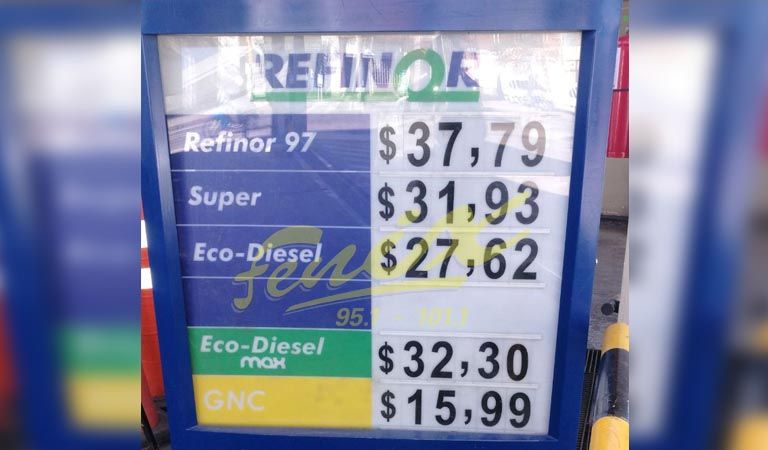 REFINOR
Refinor 97 $37,79
Super $31,93
Eco-Diesel $27,62
fenix
95.1 - 101.1
Eco-Diesel max $32,30
GNC $15,99